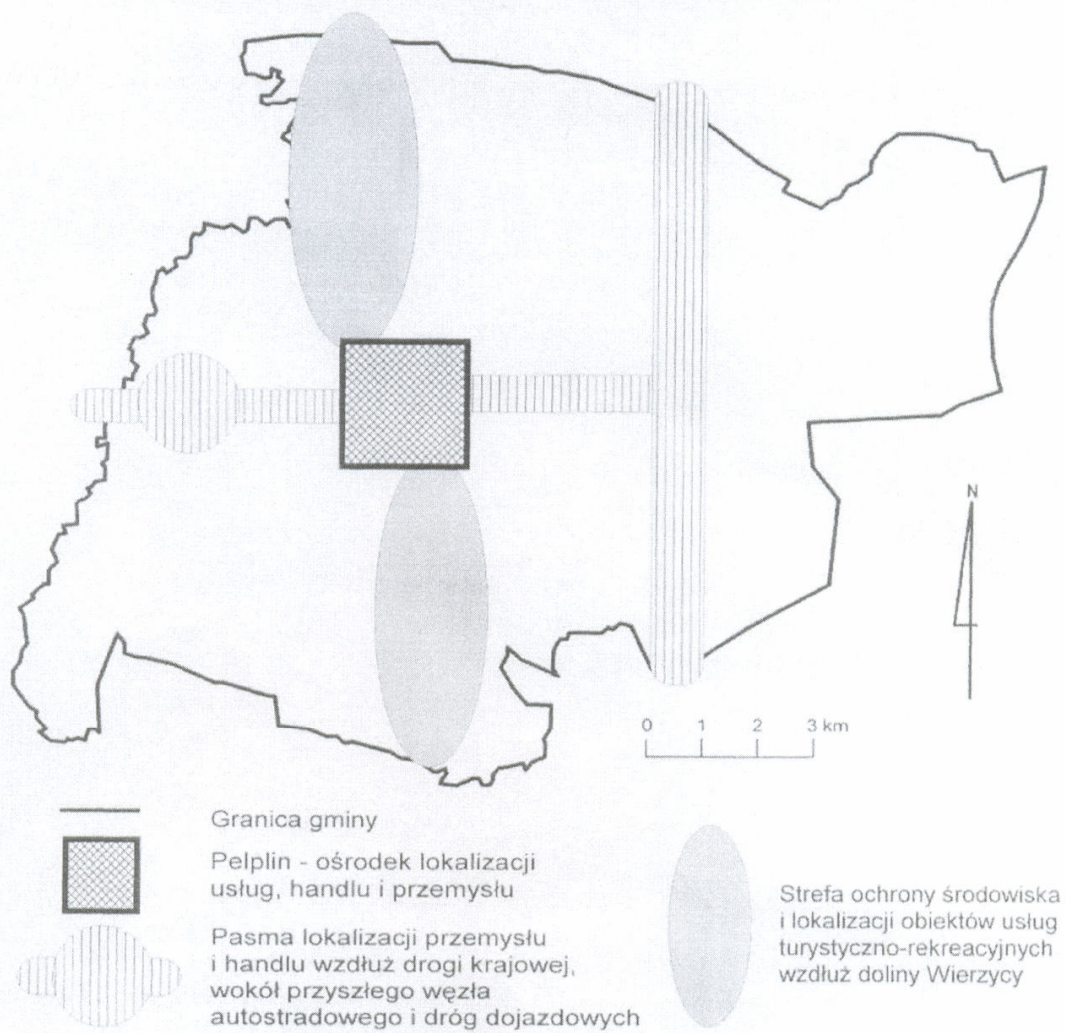 N
0 1 2 3 km
Granica gminy
Pelplin - ośrodek lokalizacji
usług, handlu i przemysłu
Pasma lokalizacji przemysłu
i handlu wzdłuż drogi krajowej,
wokół przyszłego węzła
autostradowego i dróg dojazdowych
Strefa ochrony środowiska
i lokalizacji obiektów usług
turystyczno-rekreacyjnych
wzdłuż doliny Wierzycy